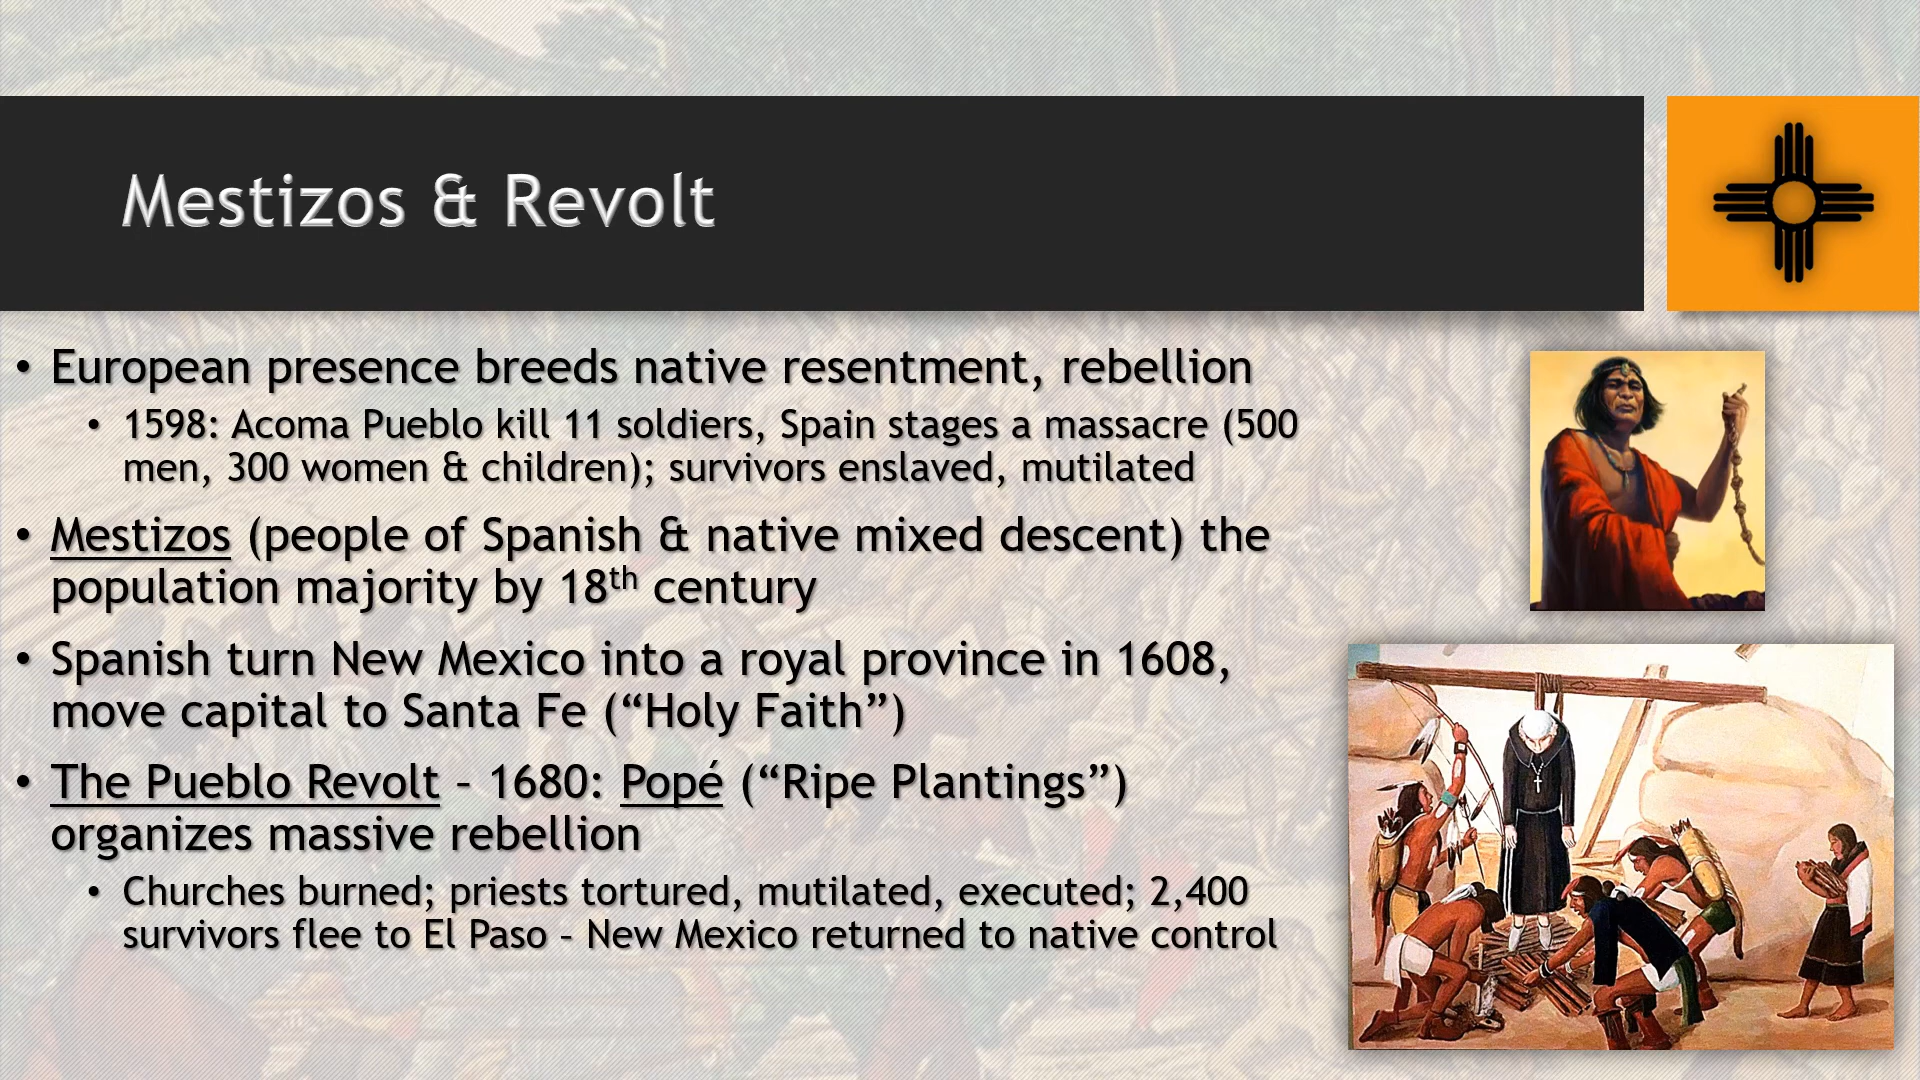 Mestizos & Revolt
• European presence breeds native resentment, rebellion
• 1598: Acoma Pueblo kill 11 soldiers, Spain stages a massacre (500
men, 300 women & children); survivors enslaved, mutilated
• Mestizos (people of Spanish & native mixed descent) the
population majority by 18th century
• Spanish turn New Mexico into a royal province in 1608,
move capital to Santa Fe (“Holy Faith”)
• The Pueblo Revolt – 1680: Popé (“Ripe Plantings”)
organizes massive rebellion
• Churches burned; priests tortured, mutilated, executed; 2,400
survivors flee to El Paso – New Mexico returned to native control